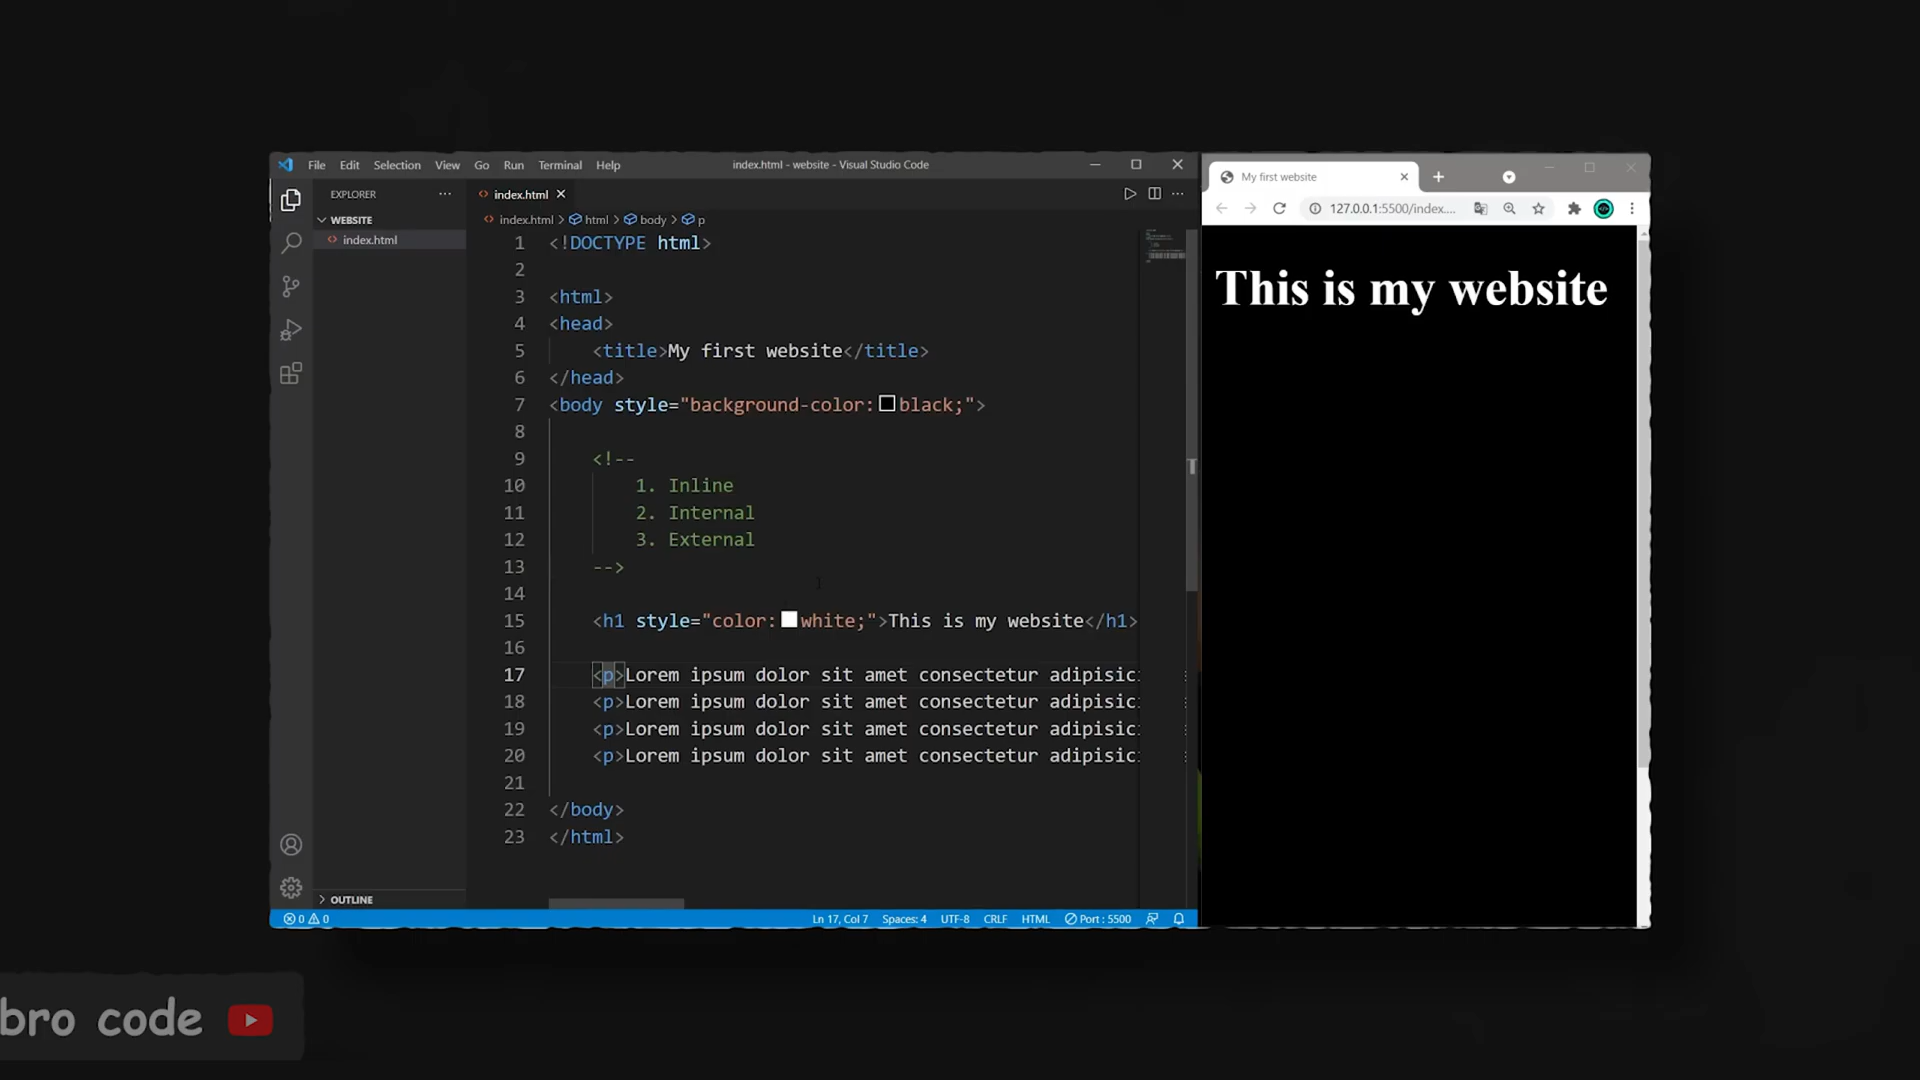 File Edit Selection View Go Run Terminal Help
index.html - website - Visual Studio Code
EXPLORER
WEBSITE
index.html
OUTLINE
index.html
index.html > html > body > p
1 <!DOCTYPE html>
2
3 <html>
4 <head>
5 <title>My first website</title>
6 </head>
7 <body style="background-color:black;">
8
9 <!--
10 1. Inline
11 2. Internal
12 3. External
13 -->
14
15 <h1 style="color:white;">This is my website</h1>
16
17 <p>Lorem ipsum dolor sit amet consectetur adipisici
18 <p>Lorem ipsum dolor sit amet consectetur adipisici
19 <p>Lorem ipsum dolor sit amet consectetur adipisici
20 <p>Lorem ipsum dolor sit amet consectetur adipisici
21
22 </body>
23 </html>
0 0
Ln 17, Col 7 Spaces: 4 UTF-8 CRLF HTML Port : 5500
My first website
127.0.0.1:5500/index....
This is my website
bro code